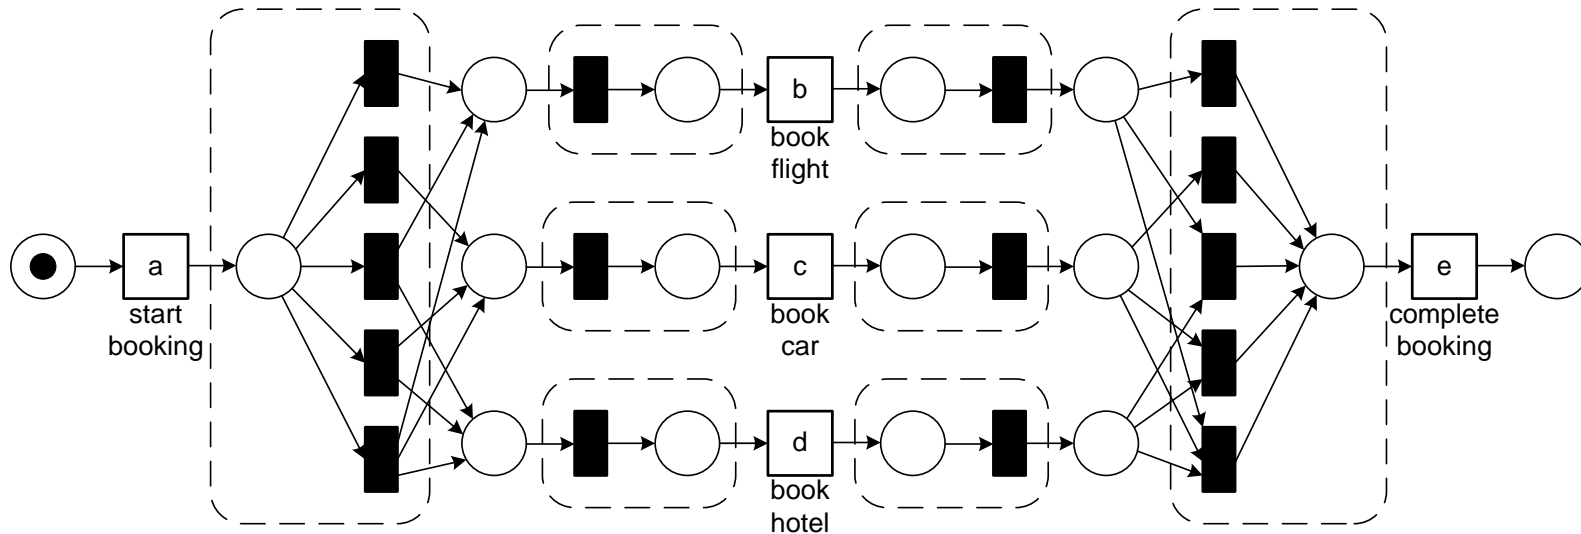 a
start
booking
b
book
flight
c
book
car
d
book
hotel
e
complete
booking